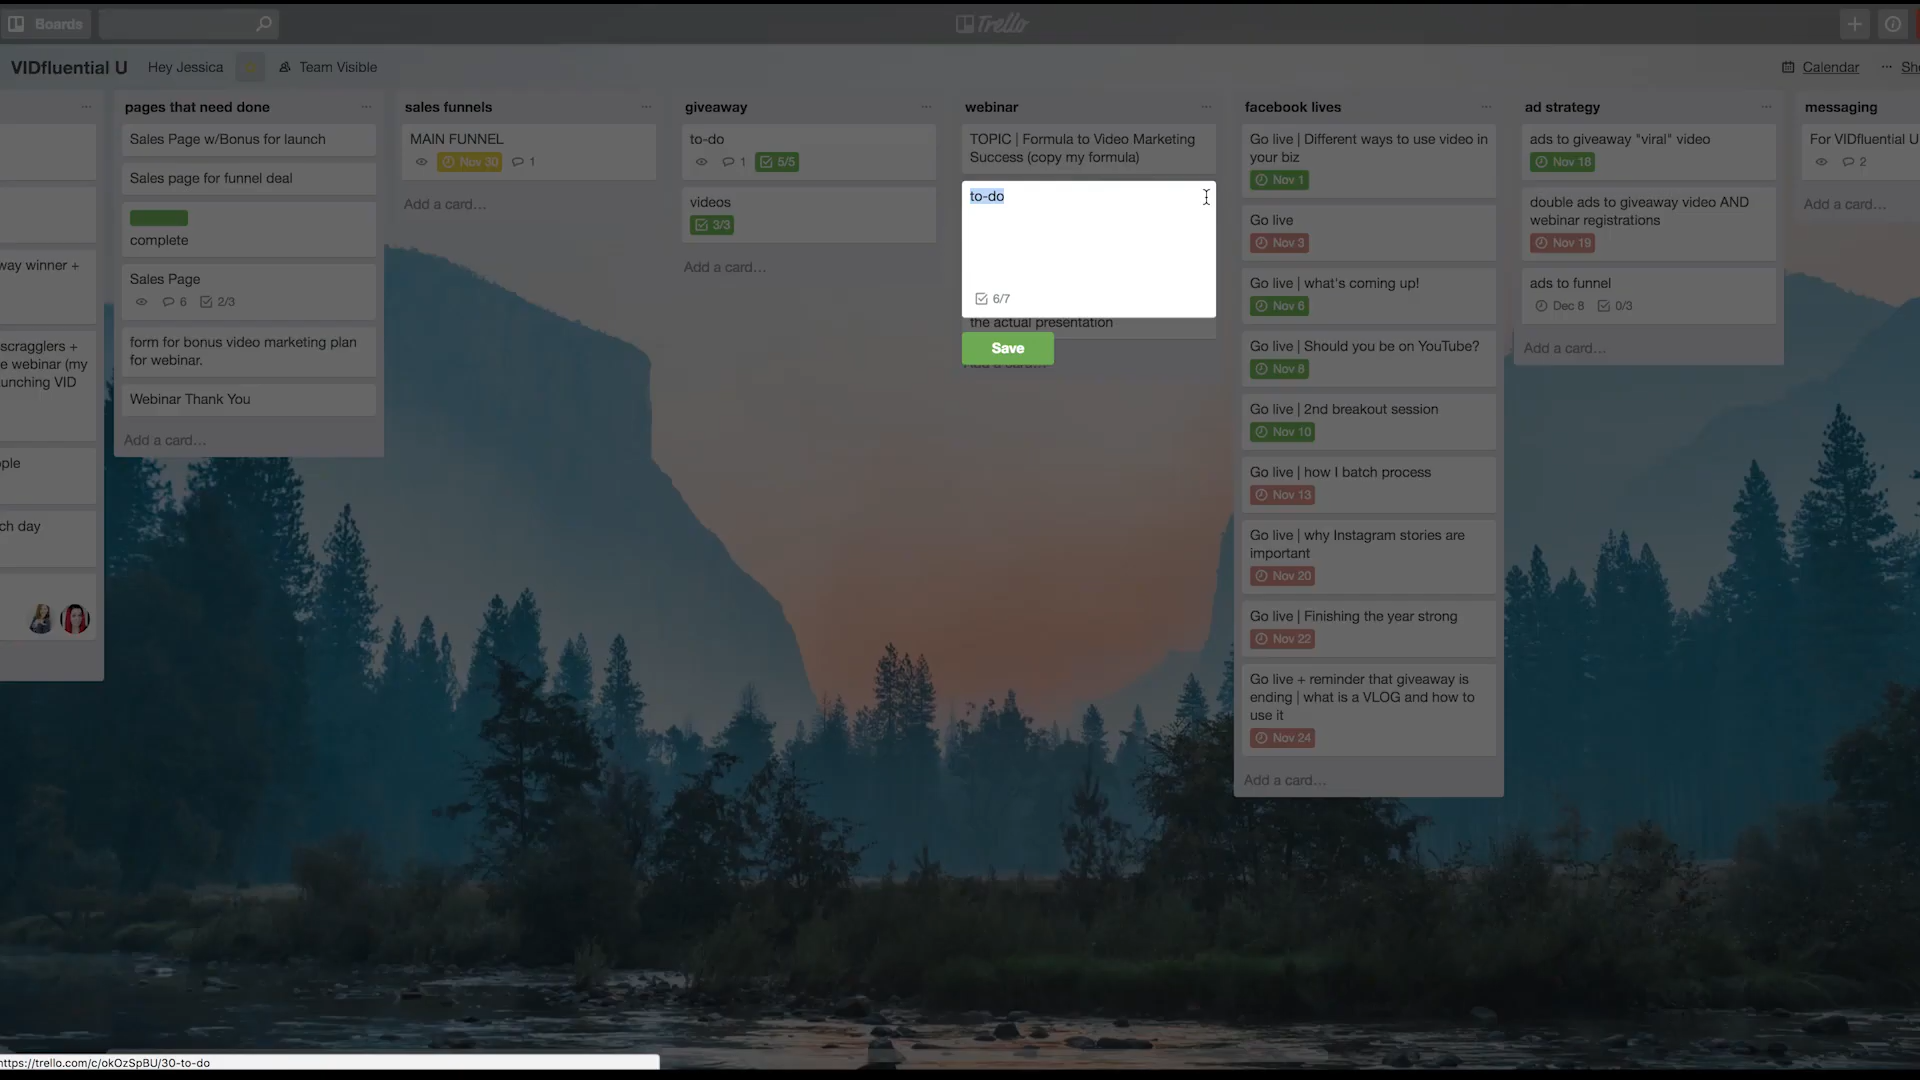 Boards
Trello
VIDfluential U
Hey Jessica
Team Visible
Calendar
way winner +
scragglers +
e webinar (my
unching VID
ch day
pages that need done
Sales Page w/Bonus for launch
Sales page for funnel deal
complete
Sales Page
6 2/3
form for bonus video marketing plan
for webinar.
Webinar Thank You
Add a card...
sales funnels
MAIN FUNNEL
Nov 30 1
Add a card...
giveaway
to-do
1 5/5
videos
3/3
Add a card...
webinar
TOPIC | Formula to Video Marketing
Success (copy my formula)
to-do
6/7
the actual presentation
Save
Add a card...
facebook lives
Go live | Different ways to use video in
your biz
Nov 1
Go live
Nov 3
Go live | what's coming up!
Nov 6
Go live | Should you be on YouTube?
Nov 8
Go live | 2nd breakout session
Nov 10
Go live | how I batch process
Nov 13
Go live | why Instagram stories are
important
Nov 20
Go live | Finishing the year strong
Nov 22
Go live + reminder that giveaway is
ending | what is a VLOG and how to
use it
Nov 24
Add a card...
ad strategy
ads to giveaway "viral" video
Nov 18
double ads to giveaway video AND
webinar registrations
Nov 19
ads to funnel
Dec 8 0/3
Add a card...
messaging
For VIDfluential U
2
Add a card...
https://trello.com/c/okOzSpBU/30-to-do